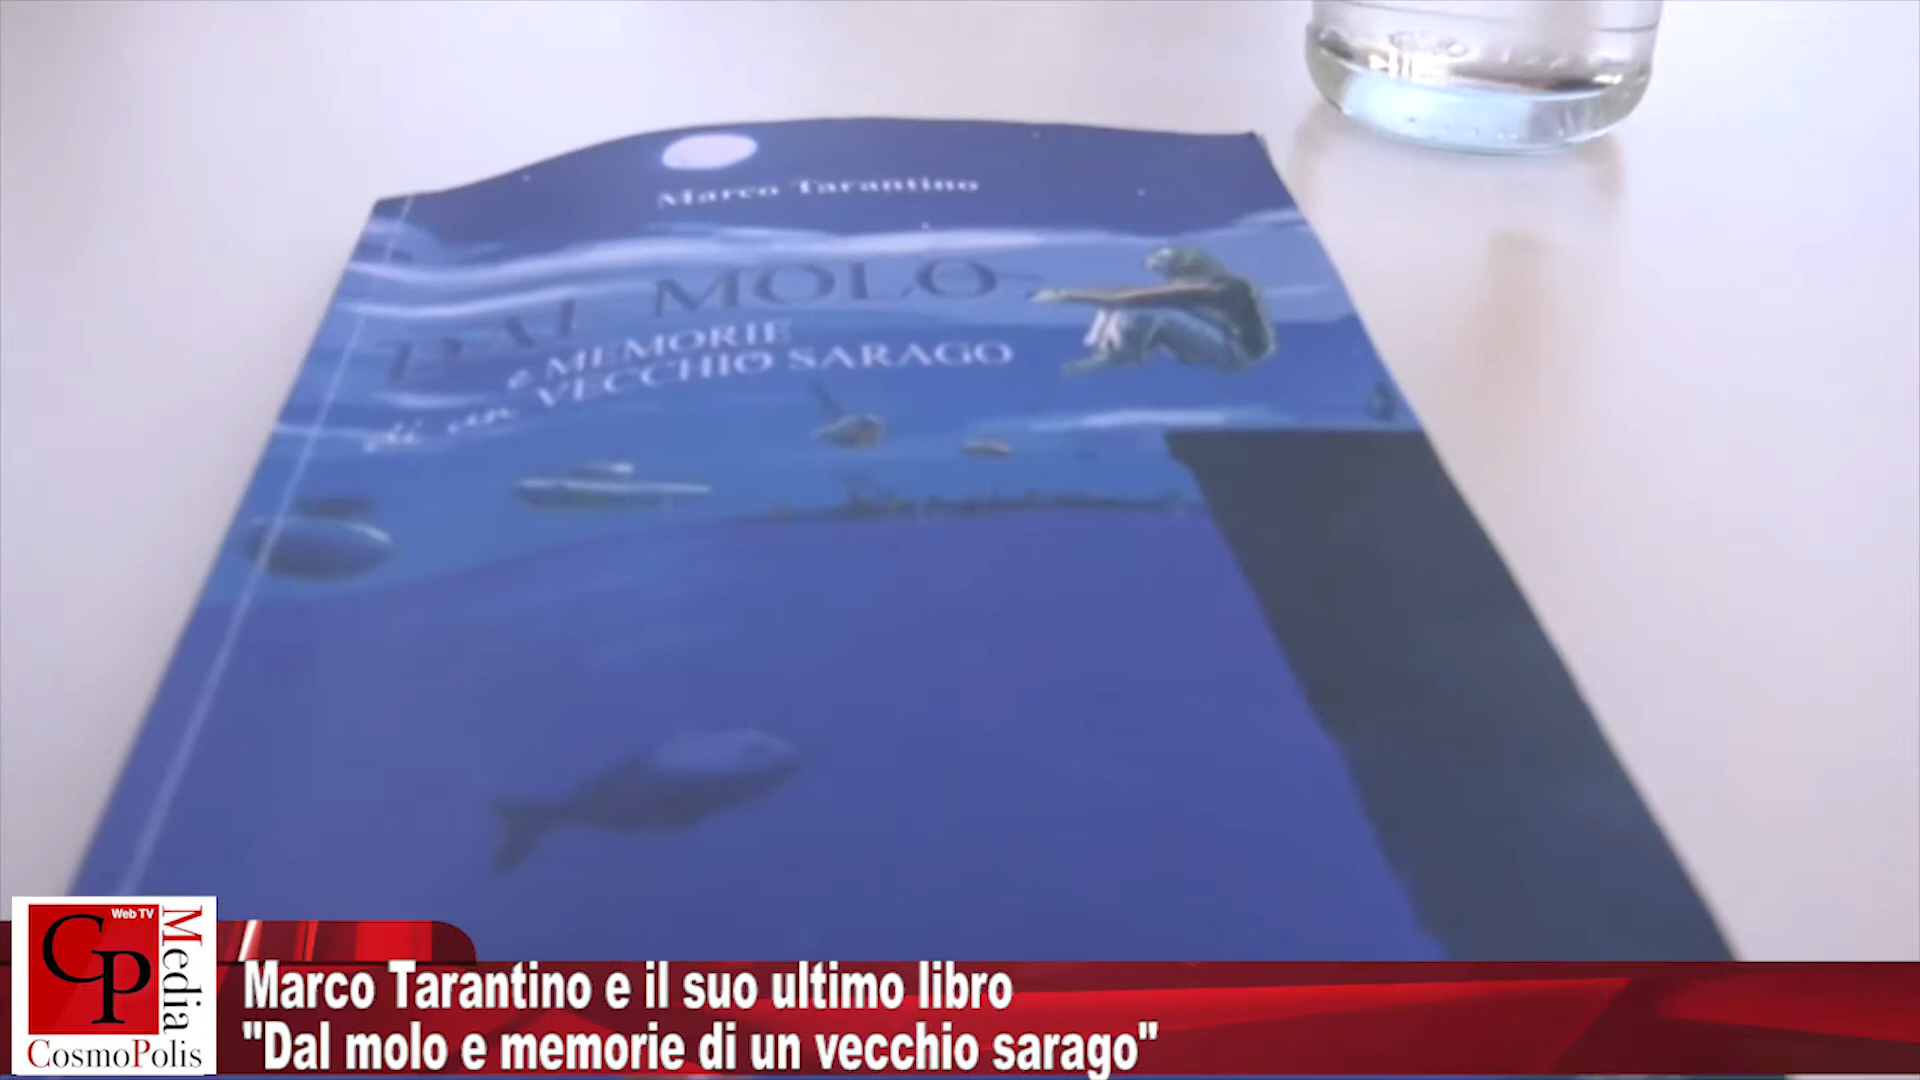 Marco Tarantino
DAL MOLO
e MEMORIE
di un VECCHIO SARAGO
Web TV
CP
Media
CosmoPolis
Marco Tarantino e il suo ultimo libro
"Dal molo e memorie di un vecchio sarago"